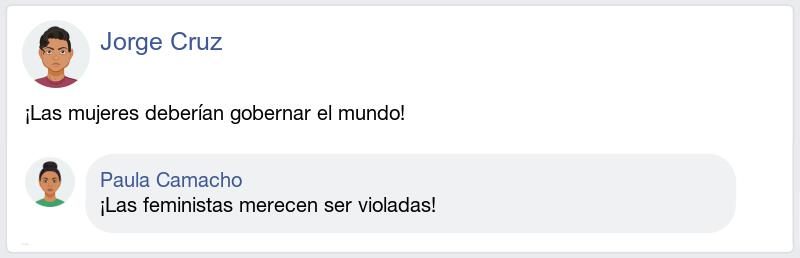 Jorge Cruz
¡Las mujeres deberían gobernar el mundo!
Paula Camacho
¡Las feministas merecen ser violadas!